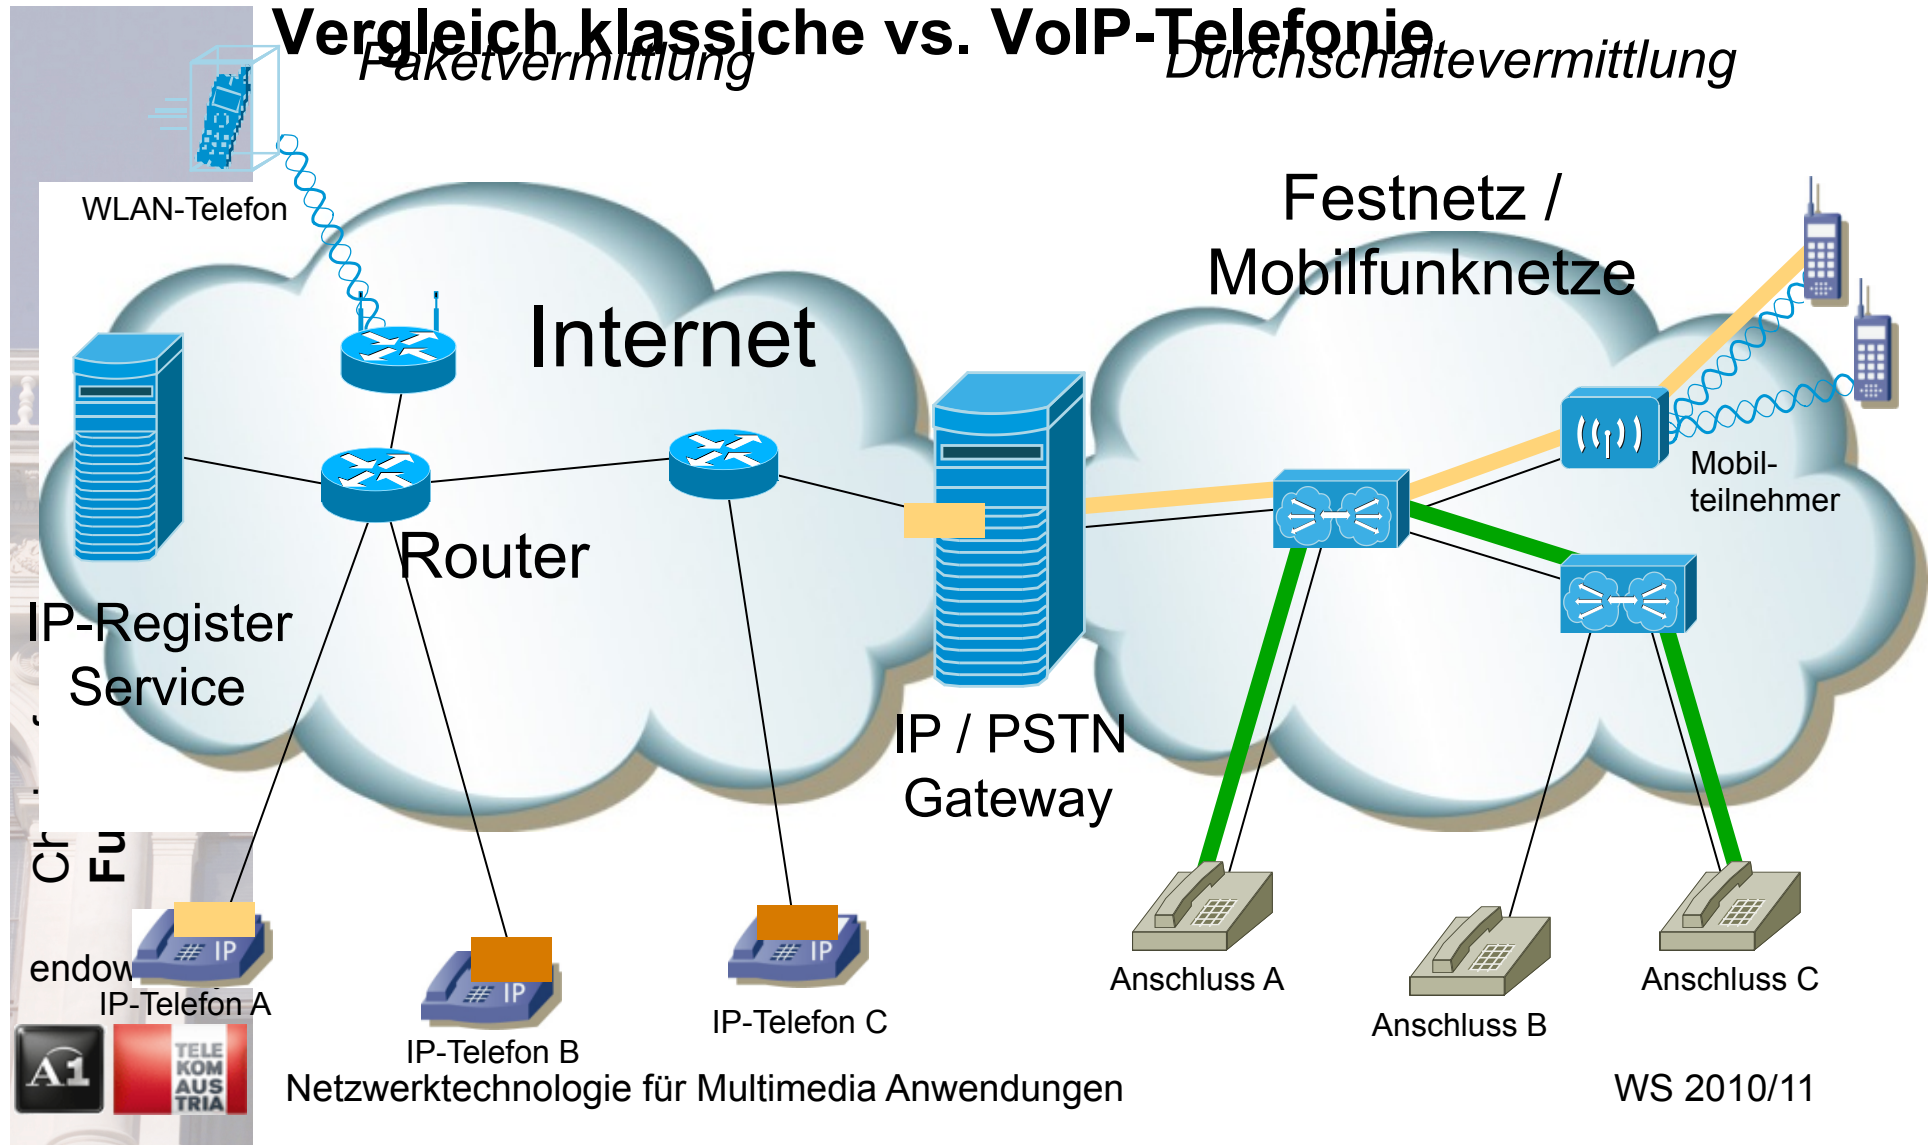 Vergleich klassiche vs. VoIP-Telefonie
Paketvermittlung
Durchschaltevermittlung
WLAN-Telefon
Festnetz /
Mobilfunknetze
Internet
Mobil-
teilnehmer
Router
IP-Register
Service
IP / PSTN
Gateway
Ch
Fu
IP
IP
IP
endow
IP-Telefon A
IP-Telefon B
IP-Telefon C
Anschluss A
Anschluss B
Anschluss C
A1
TELE
KOM
AUS
TRIA
Netzwerktechnologie für Multimedia Anwendungen
WS 2010/11